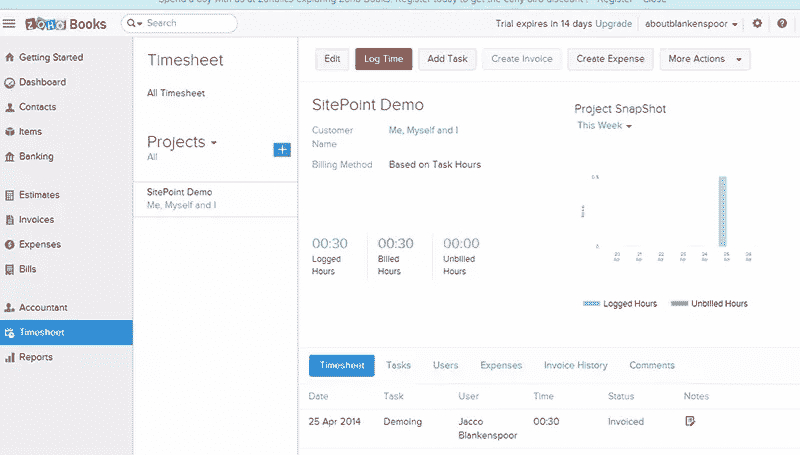 Spend a day with us at Zoholics exploring Zoho Books. Register today to get the early bird discount! - Register - Close
ZOHO Books
Search
Trial expires in 14 days Upgrade
aboutblankenspoor
Getting Started
Dashboard
Contacts
Items
Banking
Estimates
Invoices
Expenses
Bills
Accountant
Timesheet
Reports
Timesheet
All Timesheet
Projects
All
SitePoint Demo
Me, Myself and I
Edit
Log Time
Add Task
Create Invoice
Create Expense
More Actions
SitePoint Demo
Customer Name
Me, Myself and I
Billing Method
Based on Task Hours
00:30
Logged Hours
00:30
Billed Hours
00:00
Unbilled Hours
Project SnapShot
This Week
Logged Hours
Unbilled Hours
Timesheet
Tasks
Users
Expenses
Invoice History
Comments
Date Task User Time Status Notes
25 Apr 2014 Demoing Jacco Blankenspoor 00:30 Invoiced